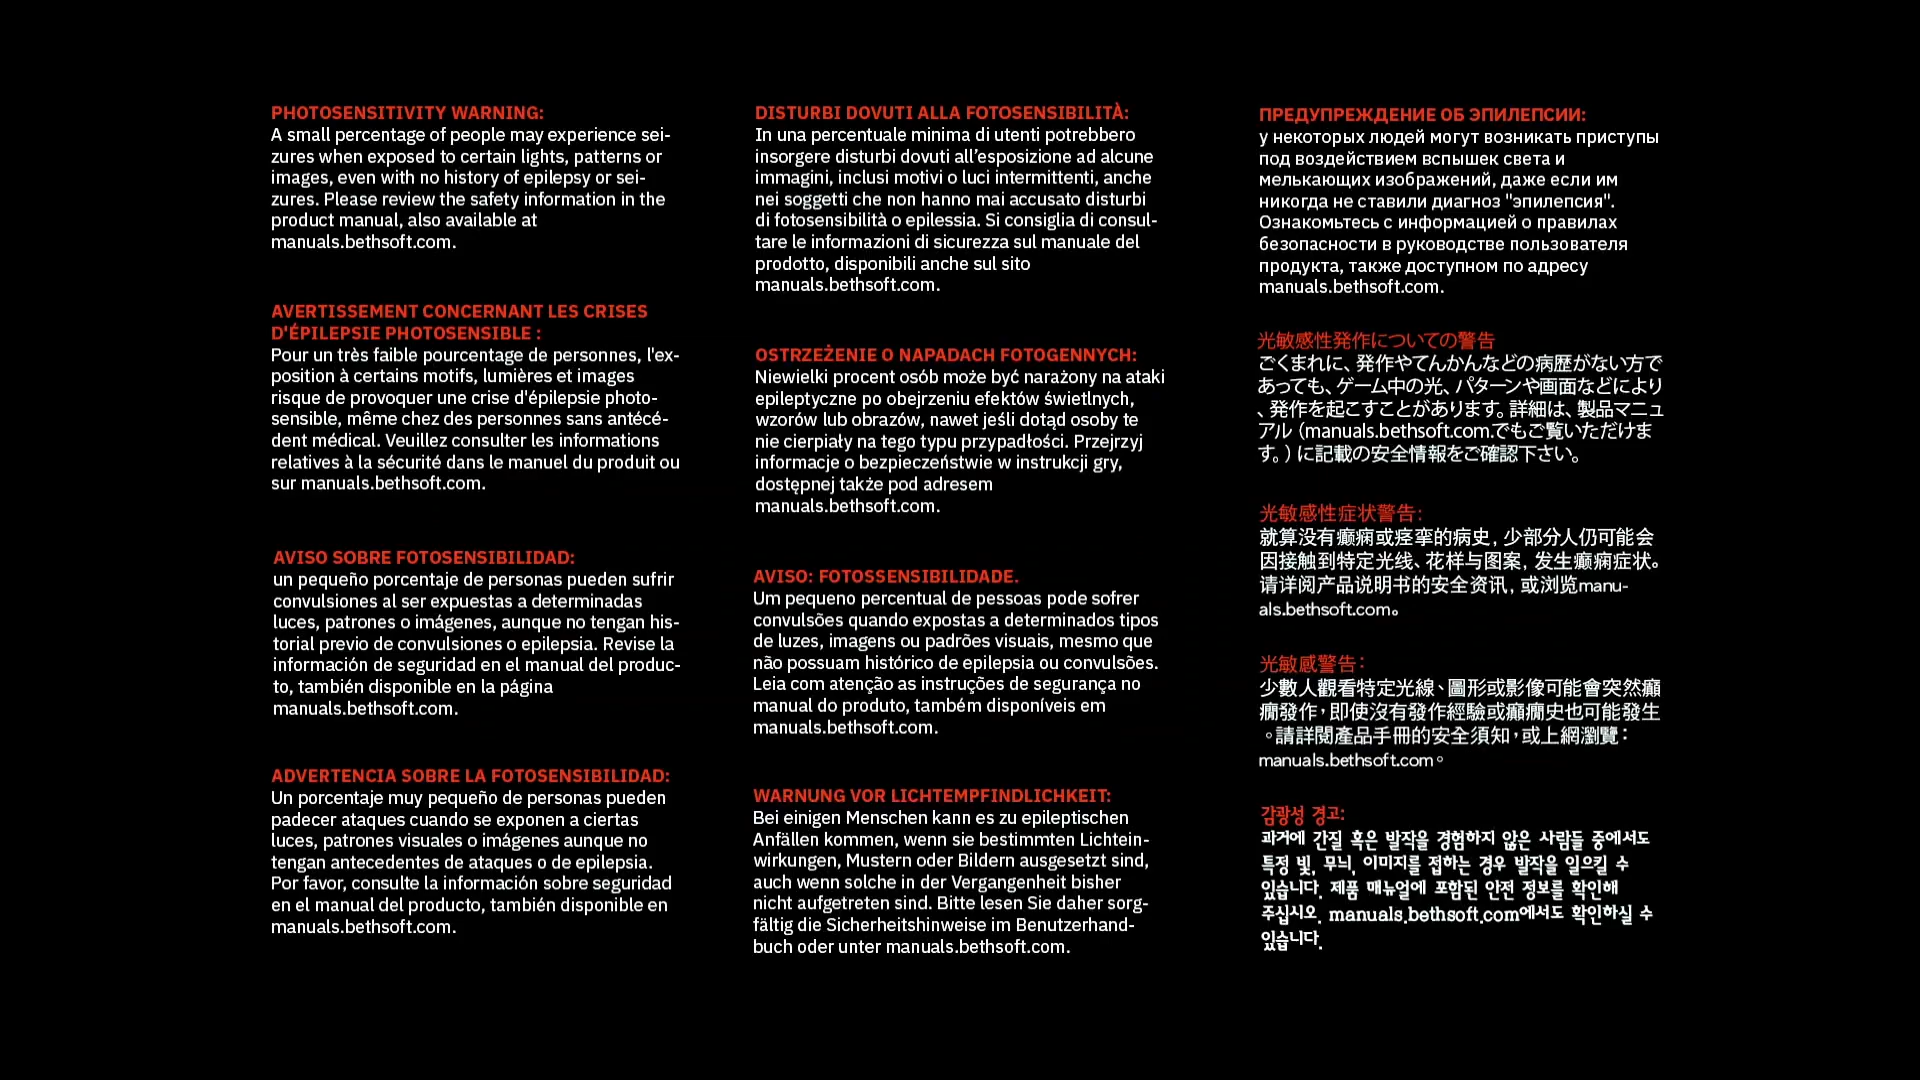 PHOTOSENSITIVITY WARNING:
A small percentage of people may experience sei-
zures when exposed to certain lights, patterns or
images, even with no history of epilepsy or sei-
zures. Please review the safety information in the
product manual, also available at
manuals.bethsoft.com.
AVERTISSEMENT CONCERNANT LES CRISES
D'ÉPILEPSIE PHOTOSENSIBLE :
Pour un très faible pourcentage de personnes, l'ex-
position à certains motifs, lumières et images
risque de provoquer une crise d'épilepsie photo-
sensible, même chez des personnes sans antécé-
dent médical. Veuillez consulter les informations
relatives à la sécurité dans le manuel du produit ou
sur manuals.bethsoft.com.
AVISO SOBRE FOTOSENSIBILIDAD:
un pequeño porcentaje de personas pueden sufrir
convulsiones al ser expuestas a determinadas
luces, patrones o imágenes, aunque no tengan his-
torial previo de convulsiones o epilepsia. Revise la
información de seguridad en el manual del produc-
to, también disponible en la página
manuals.bethsoft.com.
ADVERTENCIA SOBRE LA FOTOSENSIBILIDAD:
Un porcentaje muy pequeño de personas pueden
padecer ataques cuando se exponen a ciertas
luces, patrones visuales o imágenes aunque no
tengan antecedentes de ataques o de epilepsia.
Por favor, consulte la información sobre seguridad
en el manual del producto, también disponible en
manuals.bethsoft.com.
DISTURBI DOVUTI ALLA FOTOSENSIBILITÀ:
In una percentuale minima di utenti potrebbero
insorgere disturbi dovuti all’esposizione ad alcune
immagini, inclusi motivi o luci intermittenti, anche
nei soggetti che non hanno mai accusato disturbi
di fotosensibilità o epilessia. Si consiglia di consul-
tare le informazioni di sicurezza sul manuale del
prodotto, disponibili anche sul sito
manuals.bethsoft.com.
OSTRZEŻENIE O NAPADACH FOTOGENNYCH:
Niewielki procent osób może być narażony na ataki
epileptyczne po obejrzeniu efektów świetlnych,
wzorów lub obrazów, nawet jeśli dotąd osoby te
nie cierpiały na tego typu przypadłości. Przejrzyj
informacje o bezpieczeństwie w instrukcji gry,
dostępnej także pod adresem
manuals.bethsoft.com.
AVISO: FOTOSSENSIBILIDADE.
Um pequeno percentual de pessoas pode sofrer
convulsões quando expostas a determinados tipos
de luzes, imagens ou padrões visuais, mesmo que
não possuam histórico de epilepsia ou convulsões.
Leia com atenção as instruções de segurança no
manual do produto, também disponíveis em
manuals.bethsoft.com.
WARNUNG VOR LICHTEMPFINDLICHKEIT:
Bei einigen Menschen kann es zu epileptischen
Anfällen kommen, wenn sie bestimmten Lichtein-
wirkungen, Mustern oder Bildern ausgesetzt sind,
auch wenn solche in der Vergangenheit bisher
nicht aufgetreten sind. Bitte lesen Sie daher sorg-
fältig die Sicherheitshinweise im Benutzerhand-
buch oder unter manuals.bethsoft.com.
ПРЕДУПРЕЖДЕНИЕ ОБ ЭПИЛЕПСИИ:
у некоторых людей могут возникать приступы
под воздействием вспышек света и
мелькающих изображений, даже если им
никогда не ставили диагноз "эпилепсия".
Ознакомьтесь с информацией о правилах
безопасности в руководстве пользователя
продукта, также доступном по адресу
manuals.bethsoft.com.
光敏感性発作についての警告
ごくまれに、発作やてんかんなどの病歴がない方で
あっても、ゲーム中の光、パターンや画面などにより
、発作を起こすことがあります。詳細は、製品マニュ
アル（manuals.bethsoft.com.でもご覧いただけま
す。）に記載の安全情報をご確認下さい。
光敏感性症状警告：
就算没有癫痫或痉挛的病史，少部分人仍可能会
因接触到特定光线、花样与图案，发生癫痫症状。
请详阅产品说明书的安全资讯，或浏览manu-
als.bethsoft.com。
光敏感警告：
少數人觀看特定光線、圖形或影像可能會突然癲
癇發作，即使沒有發作經驗或癲癇史也可能發生
。請詳閱產品手冊的安全須知，或上網瀏覽：
manuals.bethsoft.com。
감광성 경고:
과거에 간질 혹은 발작을 경험하지 않은 사람들 중에서도
특정 빛, 무늬, 이미지를 접하는 경우 발작을 일으킬 수
있습니다. 제품 매뉴얼에 포함된 안전 정보를 확인해
주십시오. manuals.bethsoft.com에서도 확인하실 수
있습니다.